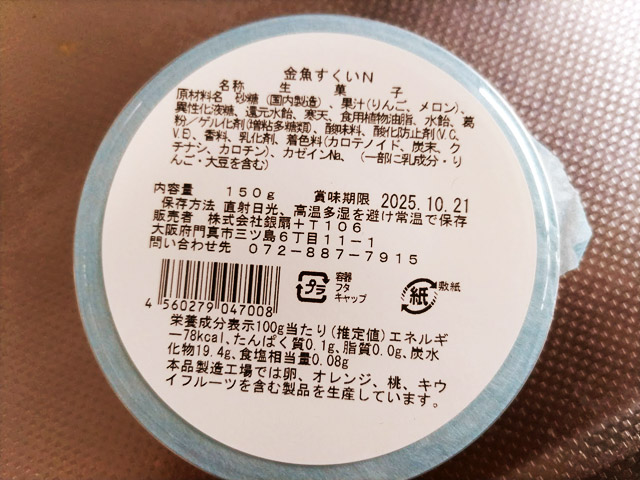 金魚すくいN
名称　生菓子
原材料名　砂糖（国内製造）、果汁(りんご、メロン)、
異性化液糖、還元水飴、寒天、食用植物油脂、水飴、葛
粉／ゲル化剤(増粘多糖類)、酸味料、酸化防止剤(V.C、
V.E)、香料、乳化剤、着色料(カロテノイド、炭末、ク
チナシ、カロチン)、カゼインNa、（一部に乳成分・り
んご・大豆を含む）
内容量　150g　賞味期限　2025.10.21
保存方法　直射日光、高温多湿を避け常温で保存
販売者　株式会社銀扇＋T106
大阪府門真市三ツ島6丁目11-1
問い合わせ先　072-887-7915
4 560279 047008
プラ
容器
フタ
キャップ
紙
敷紙
栄養成分表示100g当たり(推定値)エネルギ
ー78kcal、たんぱく質0.1g、脂質0.0g、炭水
化物19.4g、食塩相当量0.08g
本品製造工場では卵、オレンジ、桃、キウ
イフルーツを含む製品を生産しています。